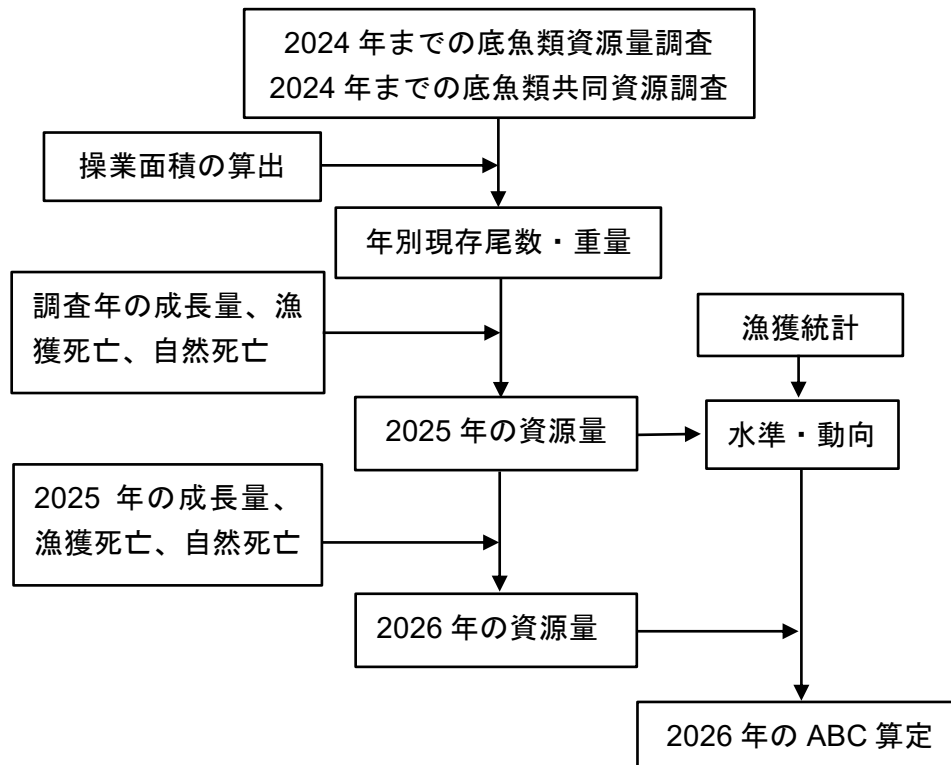 2024 年までの底魚類資源量調査
2024 年までの底魚類共同資源調査
操業面積の算出
年別現存尾数・重量
調査年の成長量、漁
獲死亡、自然死亡
漁獲統計
2025 年の資源量
水準・動向
2025 年の成長量、
漁獲死亡、自然死亡
2026 年の資源量
2026 年の ABC 算定